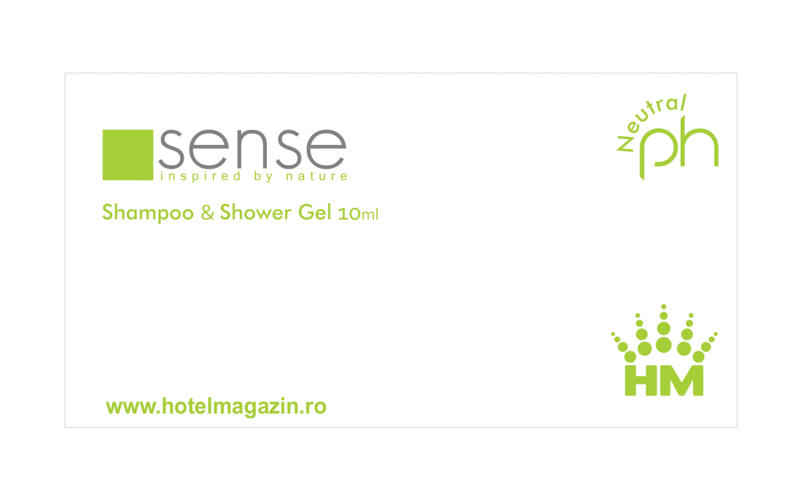 sense
inspired by nature
Shampoo & Shower Gel 10ml
Neutral
ph
HM
www.hotelmagazin.ro